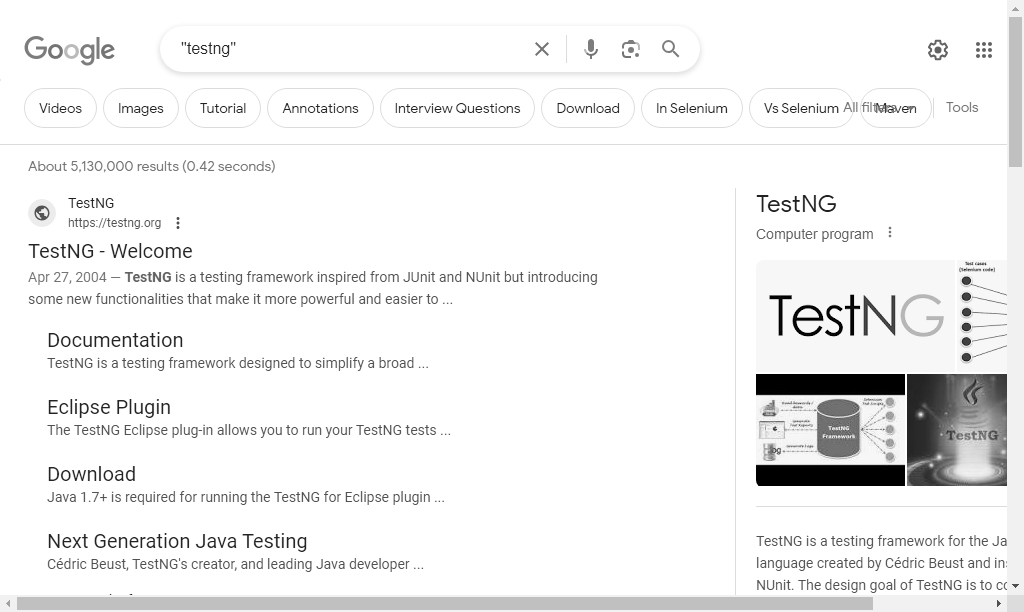 Google
"testng"
Videos
Images
Tutorial
Annotations
Interview Questions
Download
In Selenium
Vs Selenium
All filters
Maven
Tools
About 5,130,000 results (0.42 seconds)
TestNG
https://testng.org
TestNG - Welcome
Apr 27, 2004 — TestNG is a testing framework inspired from JUnit and NUnit but introducing
some new functionalities that make it more powerful and easier to ...
Documentation
TestNG is a testing framework designed to simplify a broad ...
Eclipse Plugin
The TestNG Eclipse plug-in allows you to run your TestNG tests ...
Download
Java 1.7+ is required for running the TestNG for Eclipse plugin ...
Next Generation Java Testing
Cédric Beust, TestNG's creator, and leading Java developer ...
TestNG
Computer program
TestNG
Test cases
(Selenium code)
TestNG
Framework
TestNG
TestNG is a testing framework for the Ja
language created by Cédric Beust and in
NUnit. The design goal of TestNG is to co